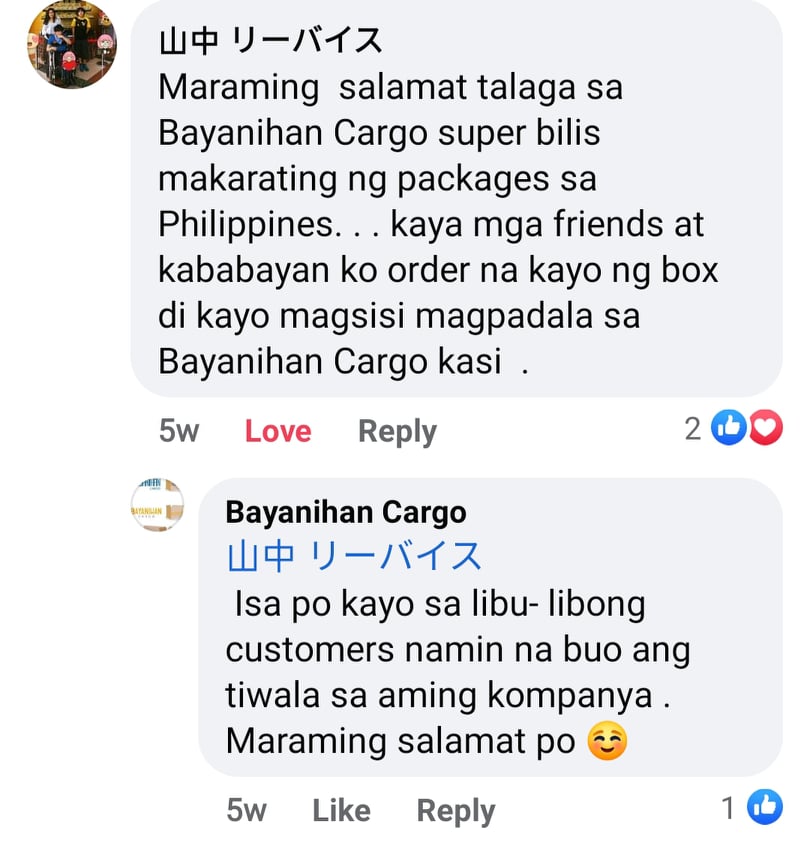 山中 リーバイス
Maraming salamat talaga sa
Bayanihan Cargo super bilis
makarating ng packages sa
Philippines. . . kaya mga friends at
kababayan ko order na kayo ng box
di kayo magsisi magpadala sa
Bayanihan Cargo kasi .
5w Love Reply 2
BAYANIHAN
Bayanihan Cargo
山中 リーバイス
Isa po kayo sa libu- libong
customers namin na buo ang
tiwala sa aming kompanya .
Maraming salamat po ☺️
5w Like Reply 1